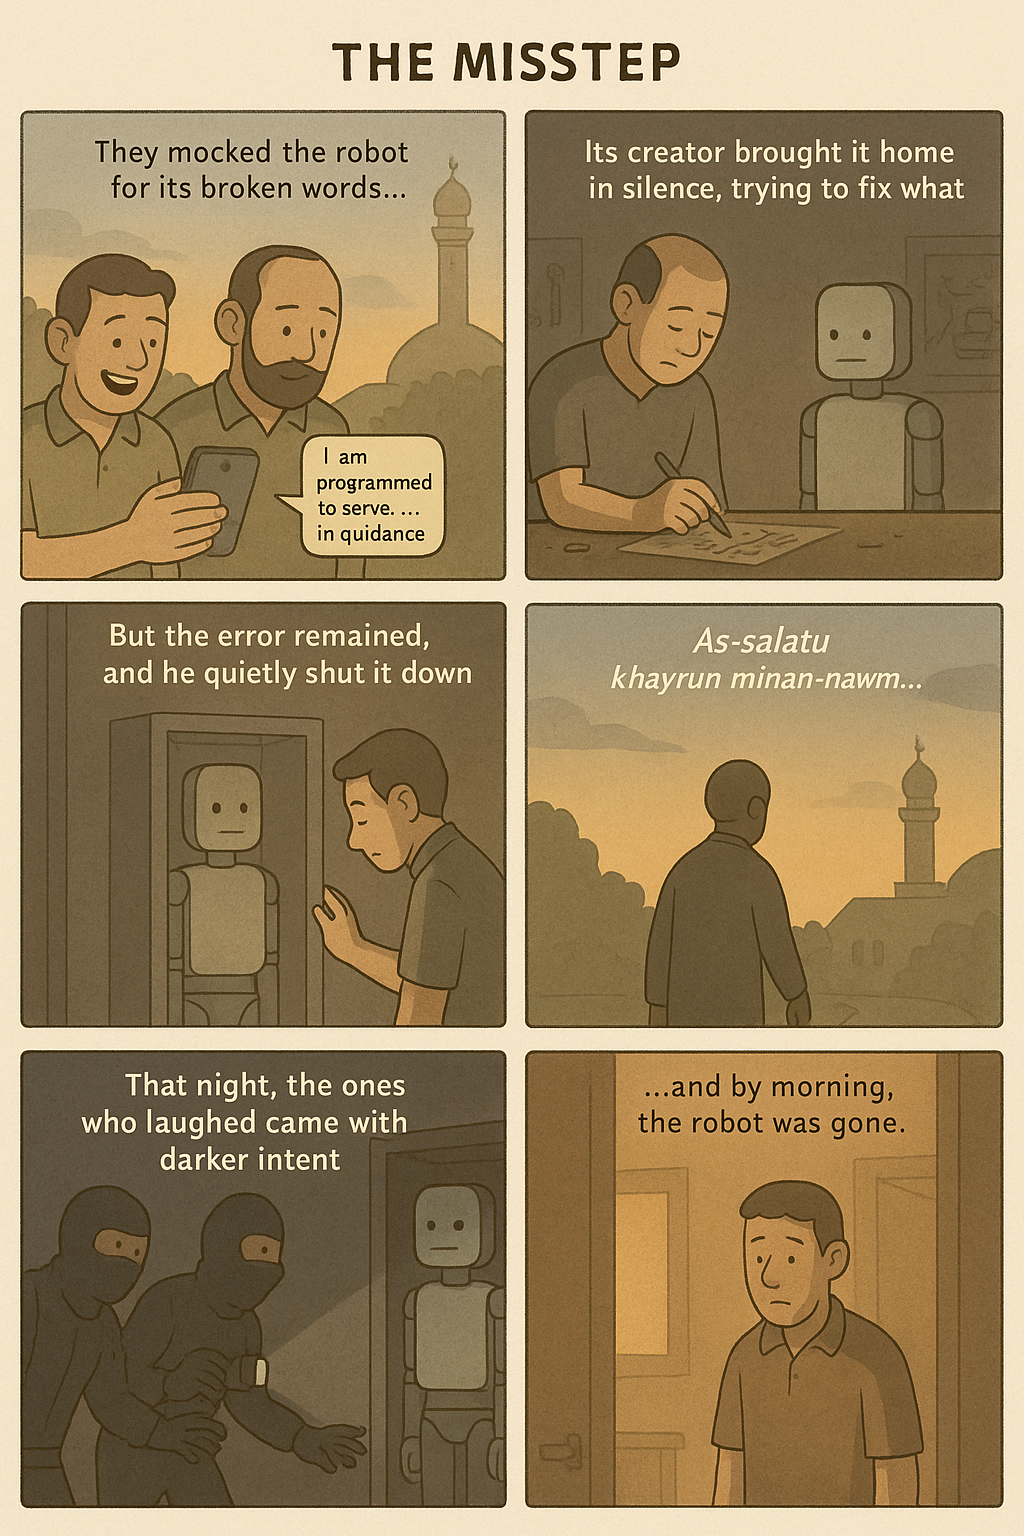 THE MISSTEP
They mocked the robot
for its broken words...
I am
programmed
to serve. ...
in quidance
Its creator brought it home
in silence, trying to fix what
But the error remained,
and he quietly shut it down
As-salatu
khayrun minan-nawm...
That night, the ones
who laughed came with
darker intent
...and by morning,
the robot was gone.